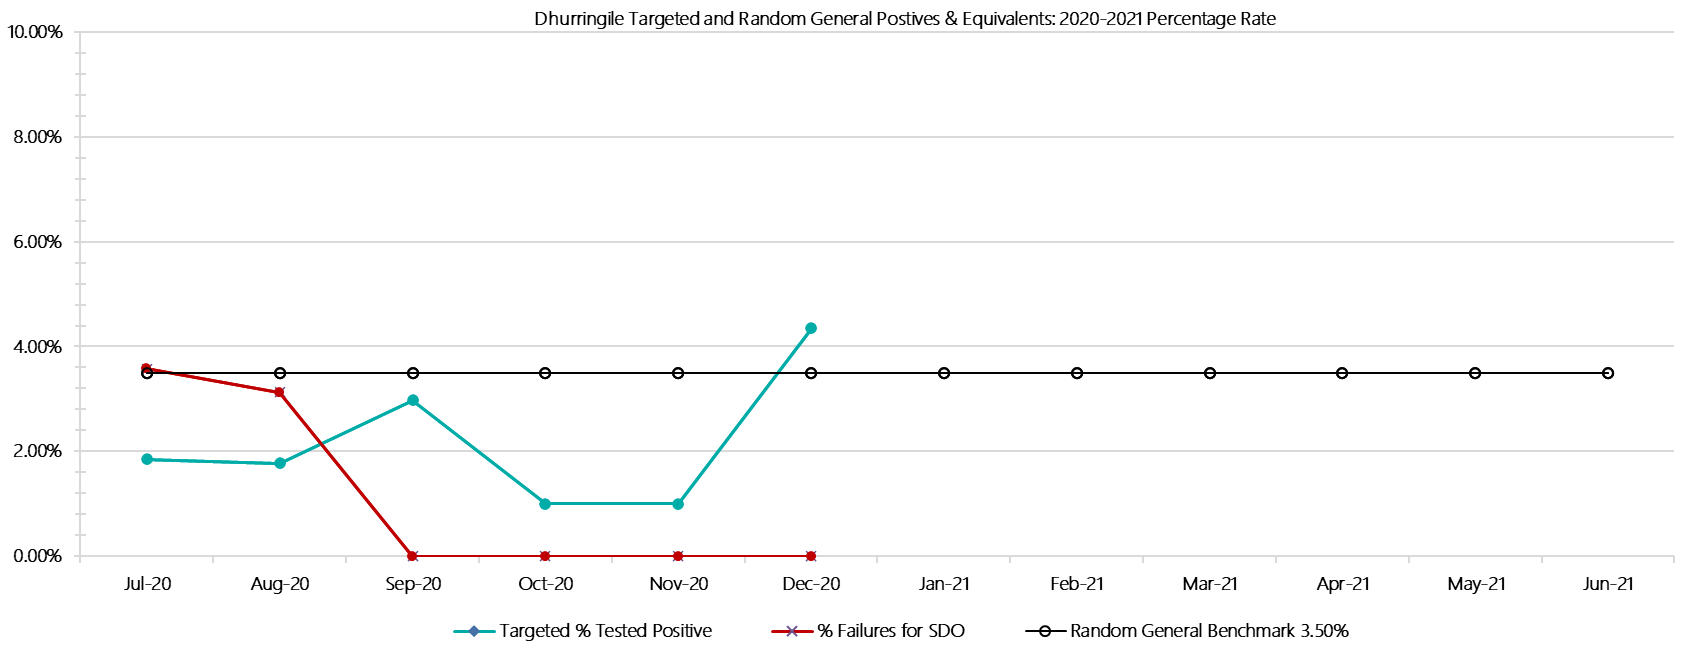 Dhurringile Targeted and Random General Postives & Equivalents: 2020-2021 Percentage Rate
10.00%
8.00%
6.00%
4.00%
2.00%
0.00%
Jul-20 Aug-20 Sep-20 Oct-20 Nov-20 Dec-20 Jan-21 Feb-21 Mar-21 Apr-21 May-21 Jun-21
Targeted % Tested Positive % Failures for SDO Random General Benchmark 3.50%